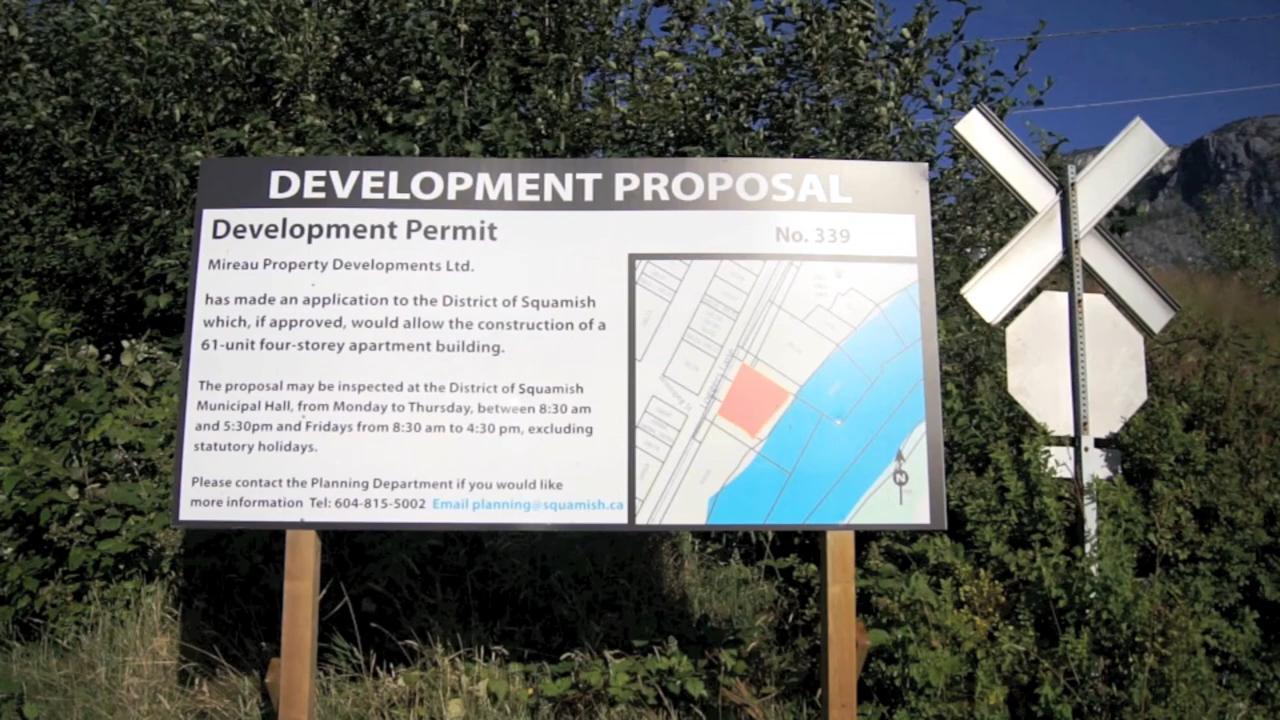 DEVELOPMENT PROPOSAL
Development Permit
No. 339
Mireau Property Developments Ltd.
has made an application to the District of Squamish
which, if approved, would allow the construction of a
61-unit four-storey apartment building.
The proposal may be inspected at the District of Squamish
Municipal Hall, from Monday to Thursday, between 8:30 am
and 5:30pm and Fridays from 8:30 am to 4:30 pm, excluding
statutory holidays.
Please contact the Planning Department if you would like
more information Tel: 604-815-5002 Email planning@squamish.ca
N